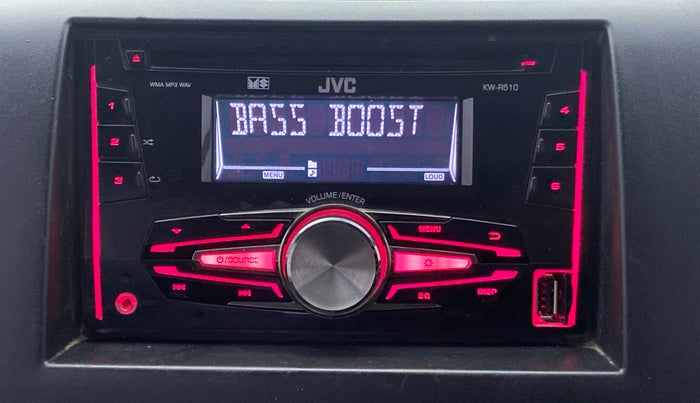 WMA MP3 WAV
JVC
KW-R510
BASS BOOST
MENU
LOUD
1
2
3
4
5
6
VOLUME/ENTER
MENU
/SOURCE
EQ
DISP